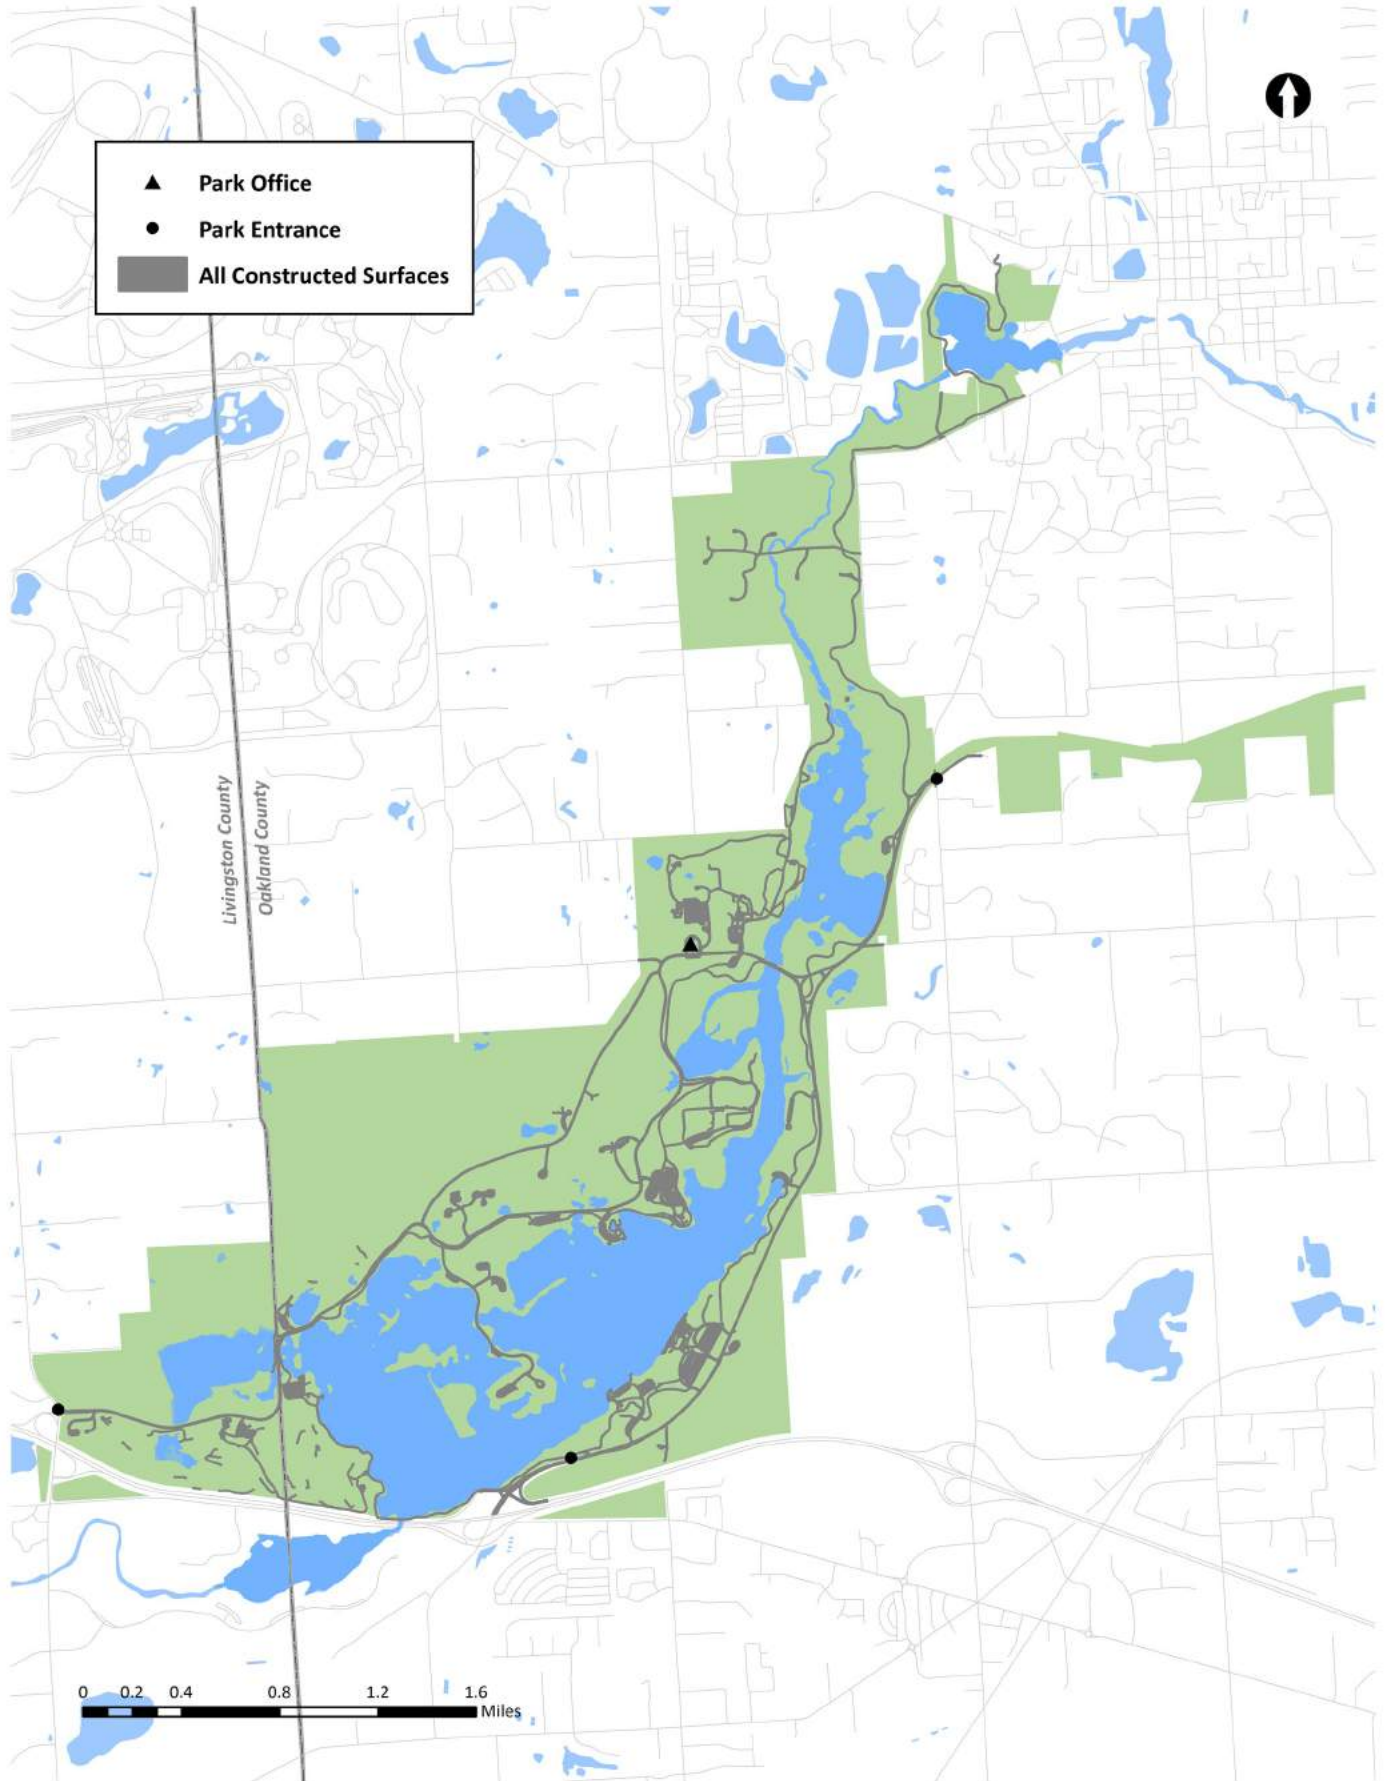 Park Office
Park Entrance
All Constructed Surfaces
Livingston County
Oakland County
0 0.2 0.4 0.8 1.2 1.6
Miles